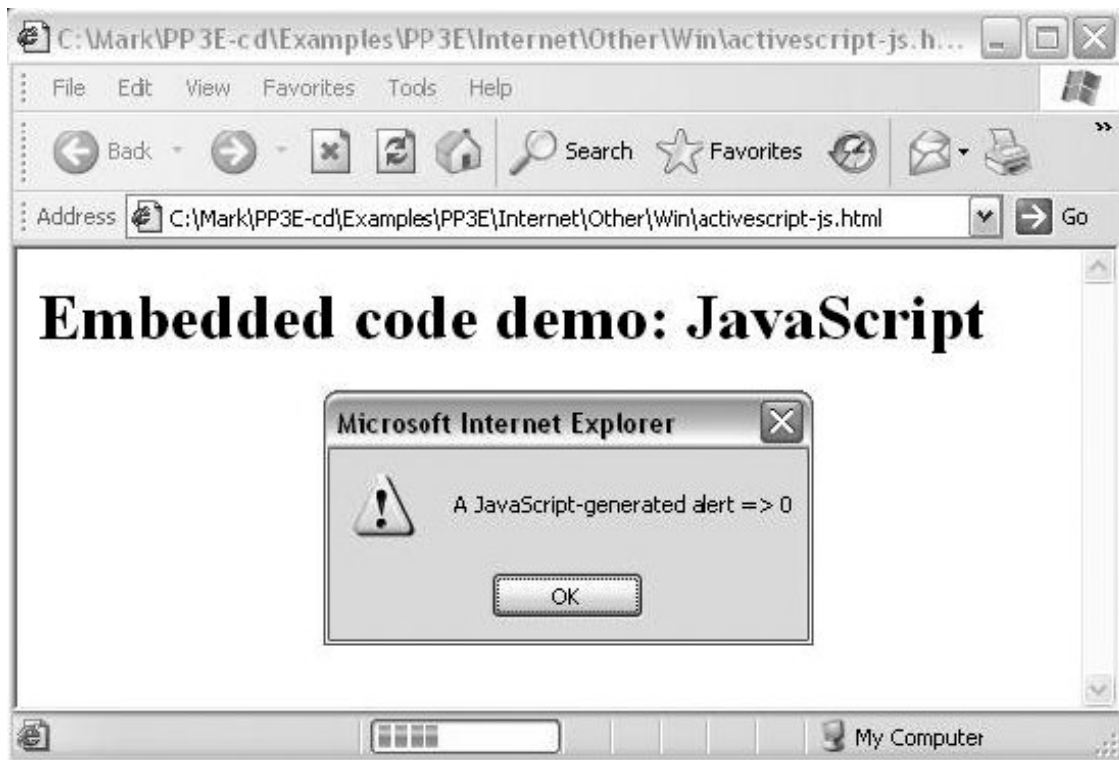 C:\Mark\PP3E-cd\Examples\PP3E\Internet\Other\Win\activescript-js.h...
File Edit View Favorites Tools Help
Back Search Favorites
Address C:\Mark\PP3E-cd\Examples\PP3E\Internet\Other\Win\activescript-js.html Go
Embedded code demo: JavaScript
Microsoft Internet Explorer
A JavaScript-generated alert => 0
OK
My Computer